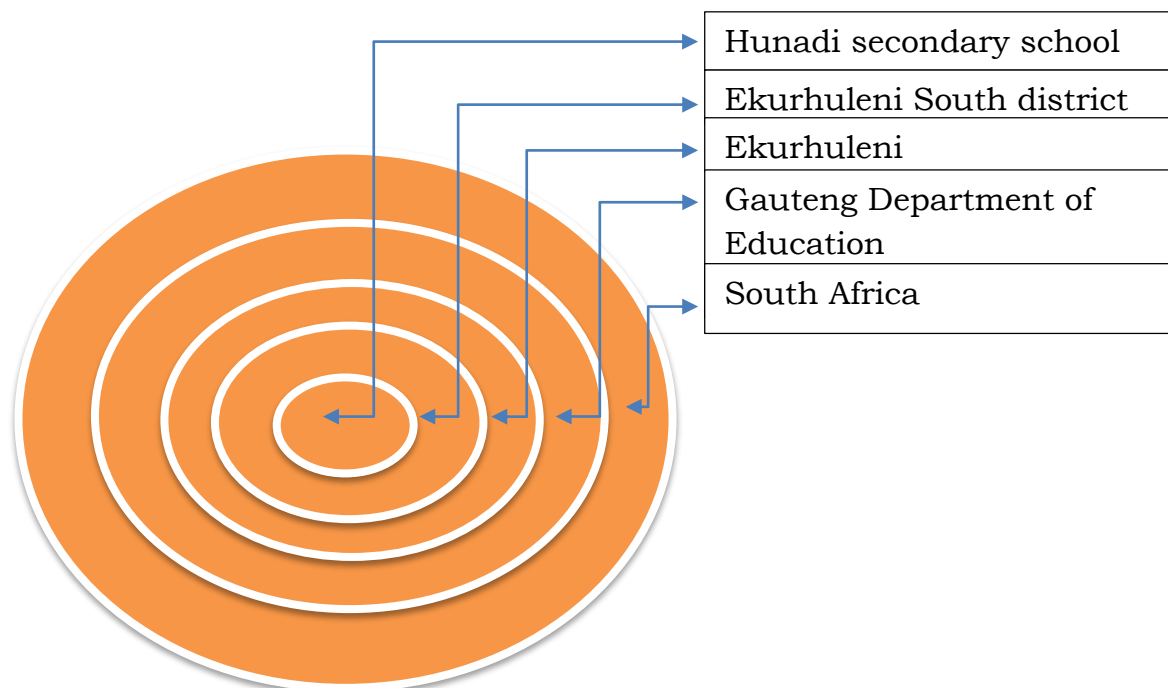 Hunadi secondary school
Ekurhuleni South district
Ekurhuleni
Gauteng Department of
Education
South Africa